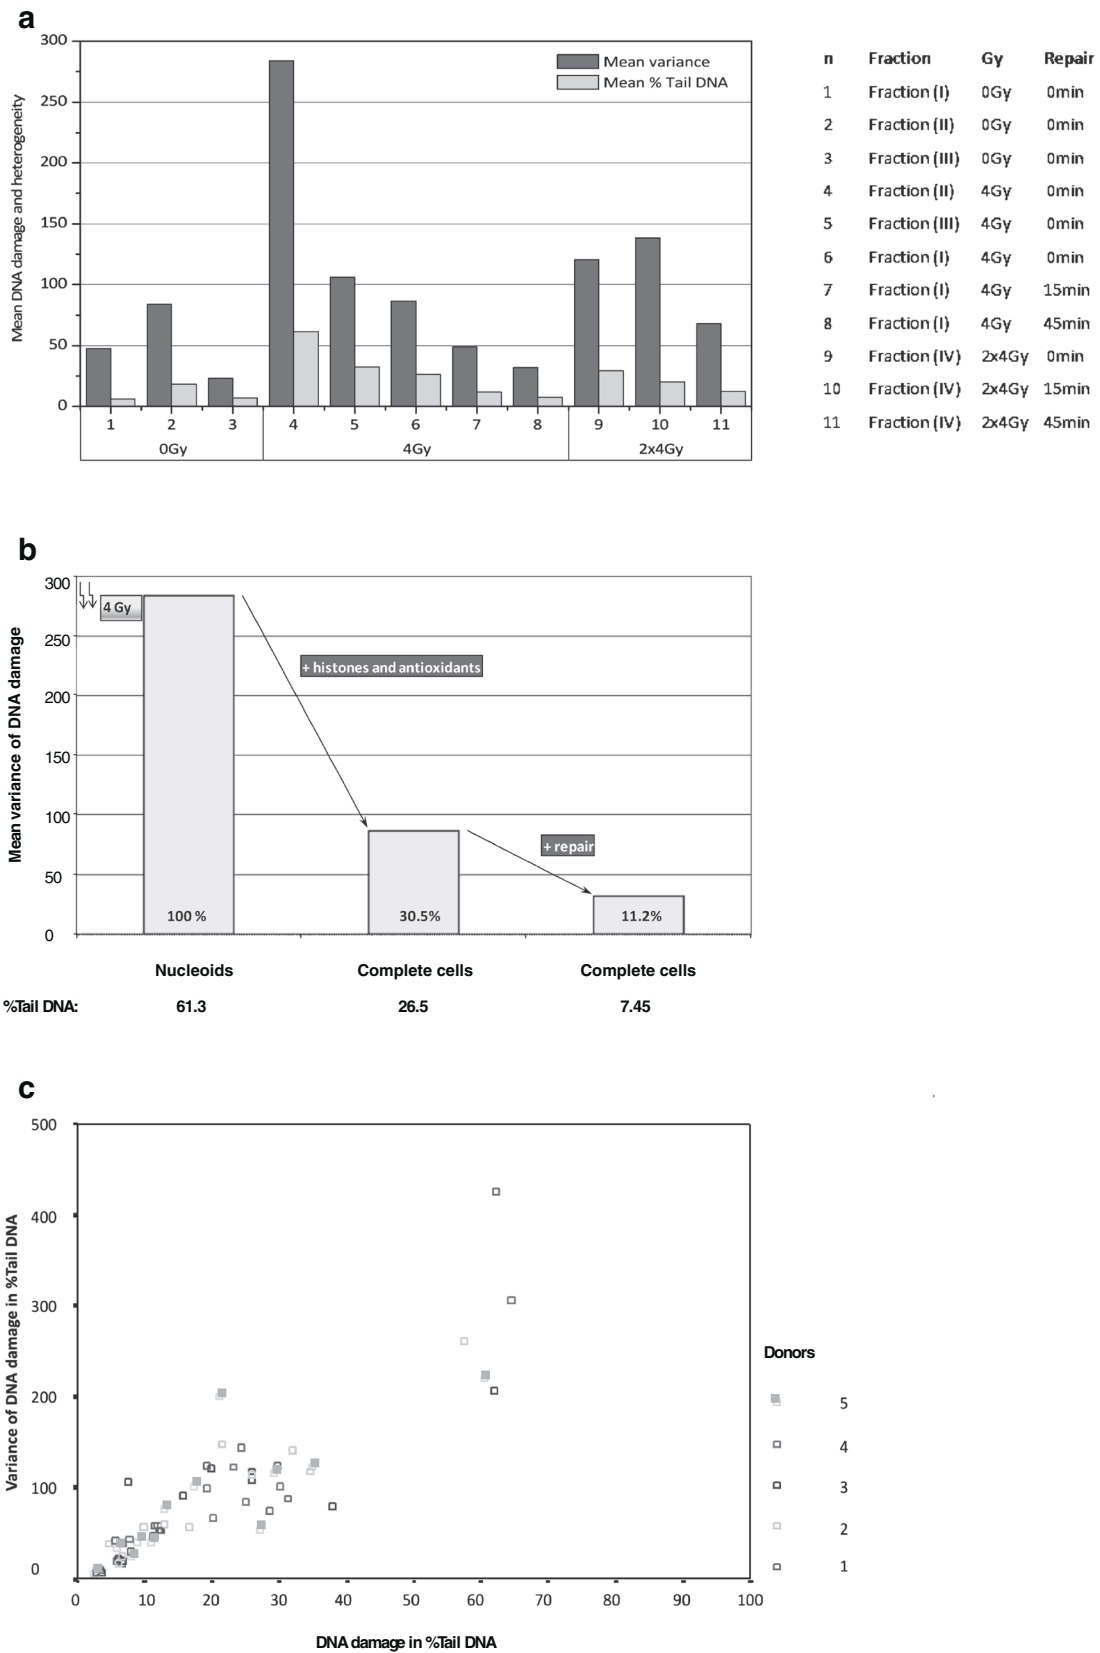 a
300
250
200
150
100
50
0
Mean DNA damage and heterogeneity
Mean variance
Mean % Tail DNA
1 2 3 4 5 6 7 8 9 10 11
0Gy 4Gy 2x4Gy
n Fraction Gy Repair
1 Fraction (I) 0Gy 0min
2 Fraction (II) 0Gy 0min
3 Fraction (III) 0Gy 0min
4 Fraction (II) 4Gy 0min
5 Fraction (III) 4Gy 0min
6 Fraction (I) 4Gy 0min
7 Fraction (I) 4Gy 15min
8 Fraction (I) 4Gy 45min
9 Fraction (IV) 2x4Gy 0min
10 Fraction (IV) 2x4Gy 15min
11 Fraction (IV) 2x4Gy 45min
b
300
250
200
150
100
50
0
Mean variance of DNA damage
4 Gy
+ histones and antioxidants
+ repair
100 % 30.5% 11.2%
Nucleoids Complete cells Complete cells
%Tail DNA: 61.3 26.5 7.45
c
500
400
300
200
100
0
Variance of DNA damage in %Tail DNA
0 10 20 30 40 50 60 70 80 90 100
DNA damage in %Tail DNA
Donors
5
4
3
2
1